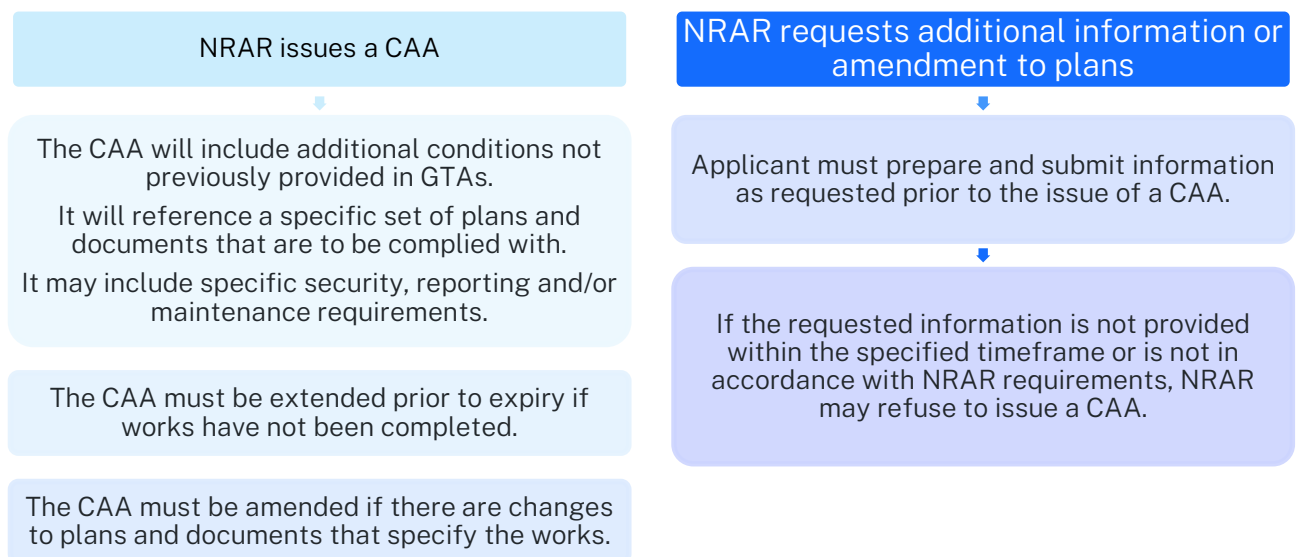 NRAR issues a CAA
The CAA will include additional conditions not
previously provided in GTAs.
It will reference a specific set of plans and
documents that are to be complied with.
It may include specific security, reporting and/or
maintenance requirements.
The CAA must be extended prior to expiry if
works have not been completed.
The CAA must be amended if there are changes
to plans and documents that specify the works.
NRAR requests additional information or
amendment to plans
Applicant must prepare and submit information
as requested prior to the issue of a CAA.
If the requested information is not provided
within the specified timeframe or is not in
accordance with NRAR requirements, NRAR
may refuse to issue a CAA.